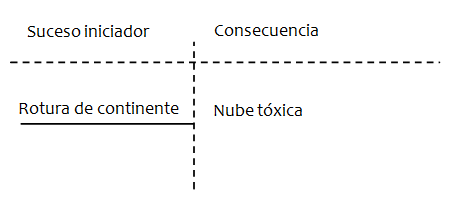 Suceso iniciador
Consecuencia
Rotura de continente
Nube tóxica